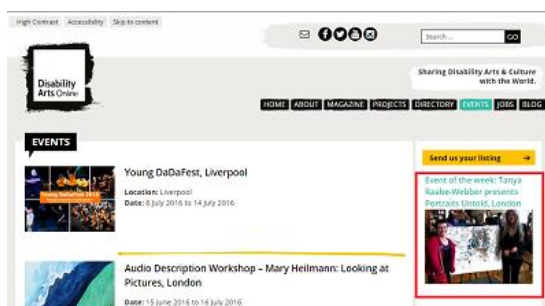 High Contrast Accessibility Skip to content
Search ... GO
Disability
Arts Online
Sharing Disability Arts & Culture
with the World.
HOME ABOUT MAGAZINE PROJECTS DIRECTORY EVENTS JOBS BLOG
EVENTS
Young DaDaFest, Liverpool
Young DaDaFest 2016
Location: Liverpool
Date: 6 July 2016 to 14 July 2016
Audio Description Workshop – Mary Heilmann: Looking at
Pictures, London
Date: 15 June 2016 to 16 July 2016
Send us your listing
Event of the week: Tanya
Raabe-Webber presents
Portraits Untold, London